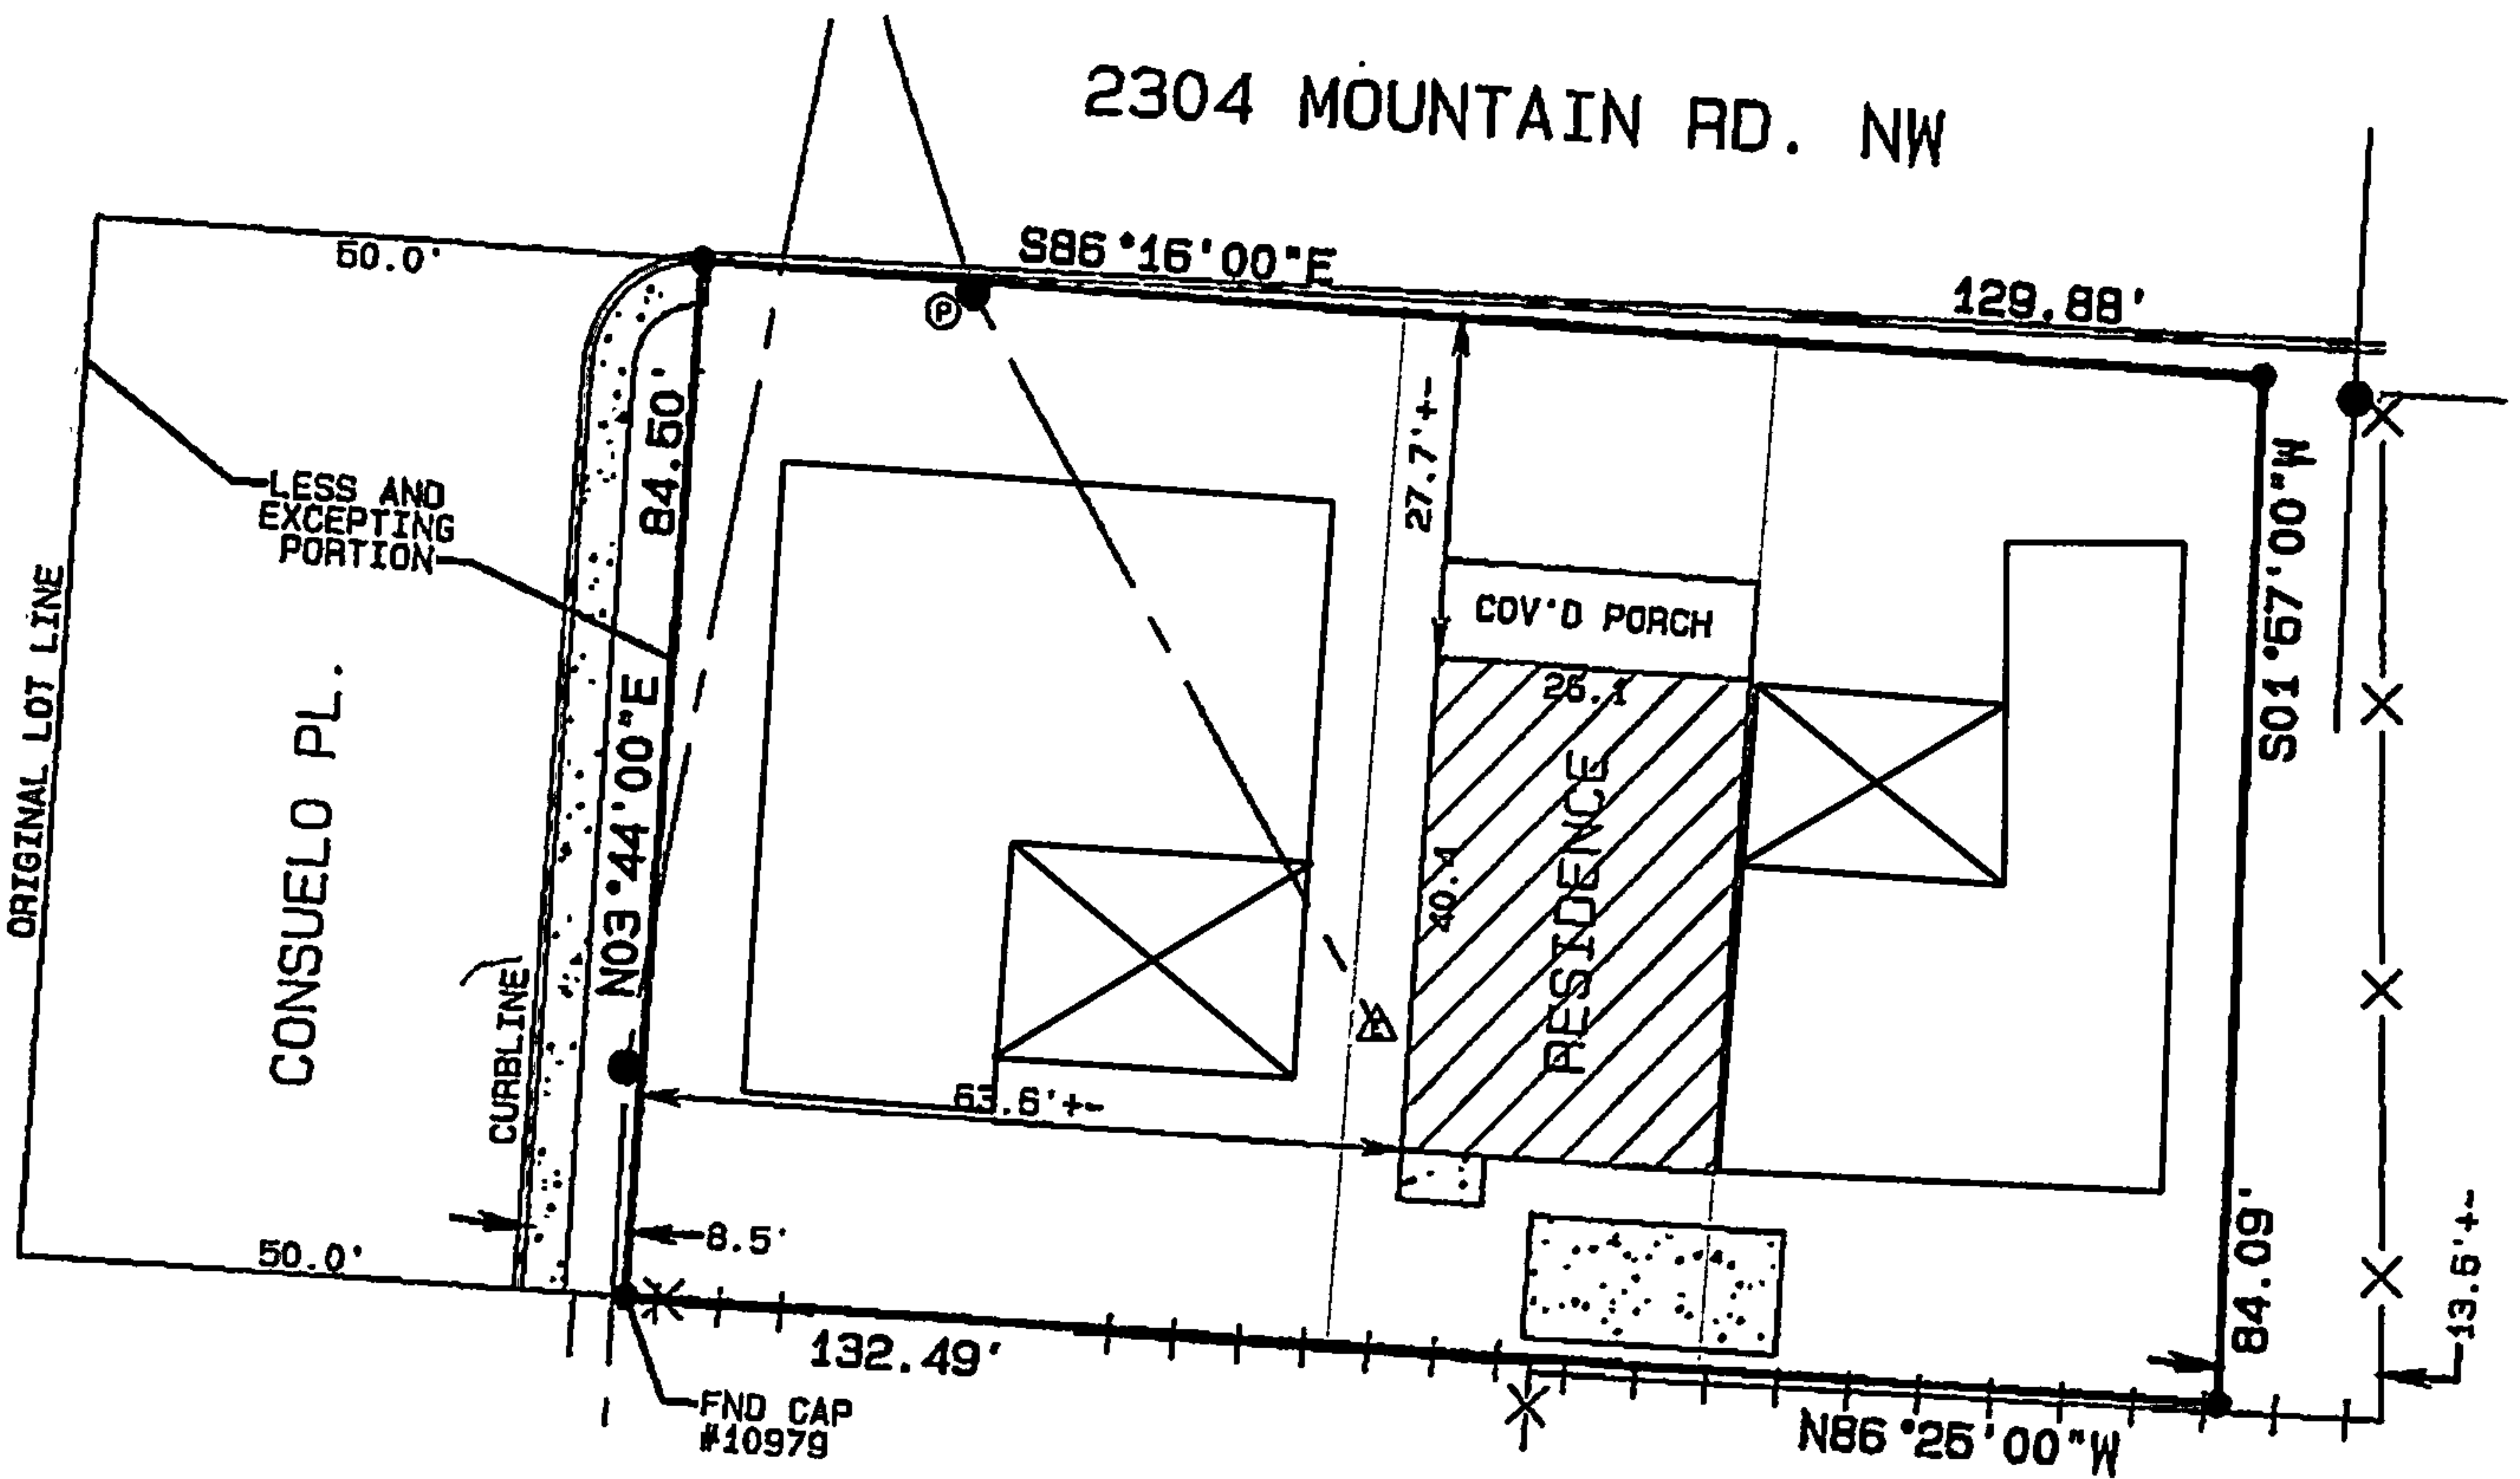 2304 MOUNTAIN RD. NW
50.0'
S86°16'00"E
129.88'
P
84.50'
27.7'+-
LESS AND
EXCEPTING
PORTION
COV'D PORCH
26.1
S01°57'00"W
ORIGINAL LOT LINE
CONSUELO PL.
N03°44'00"E
40.4
RESIDENCE
CURBLINE
A
63.6'+-
50.0'
8.5'
84.09'
13.5'+-
132.49'
FND CAP
#10979
N86°25'00"W